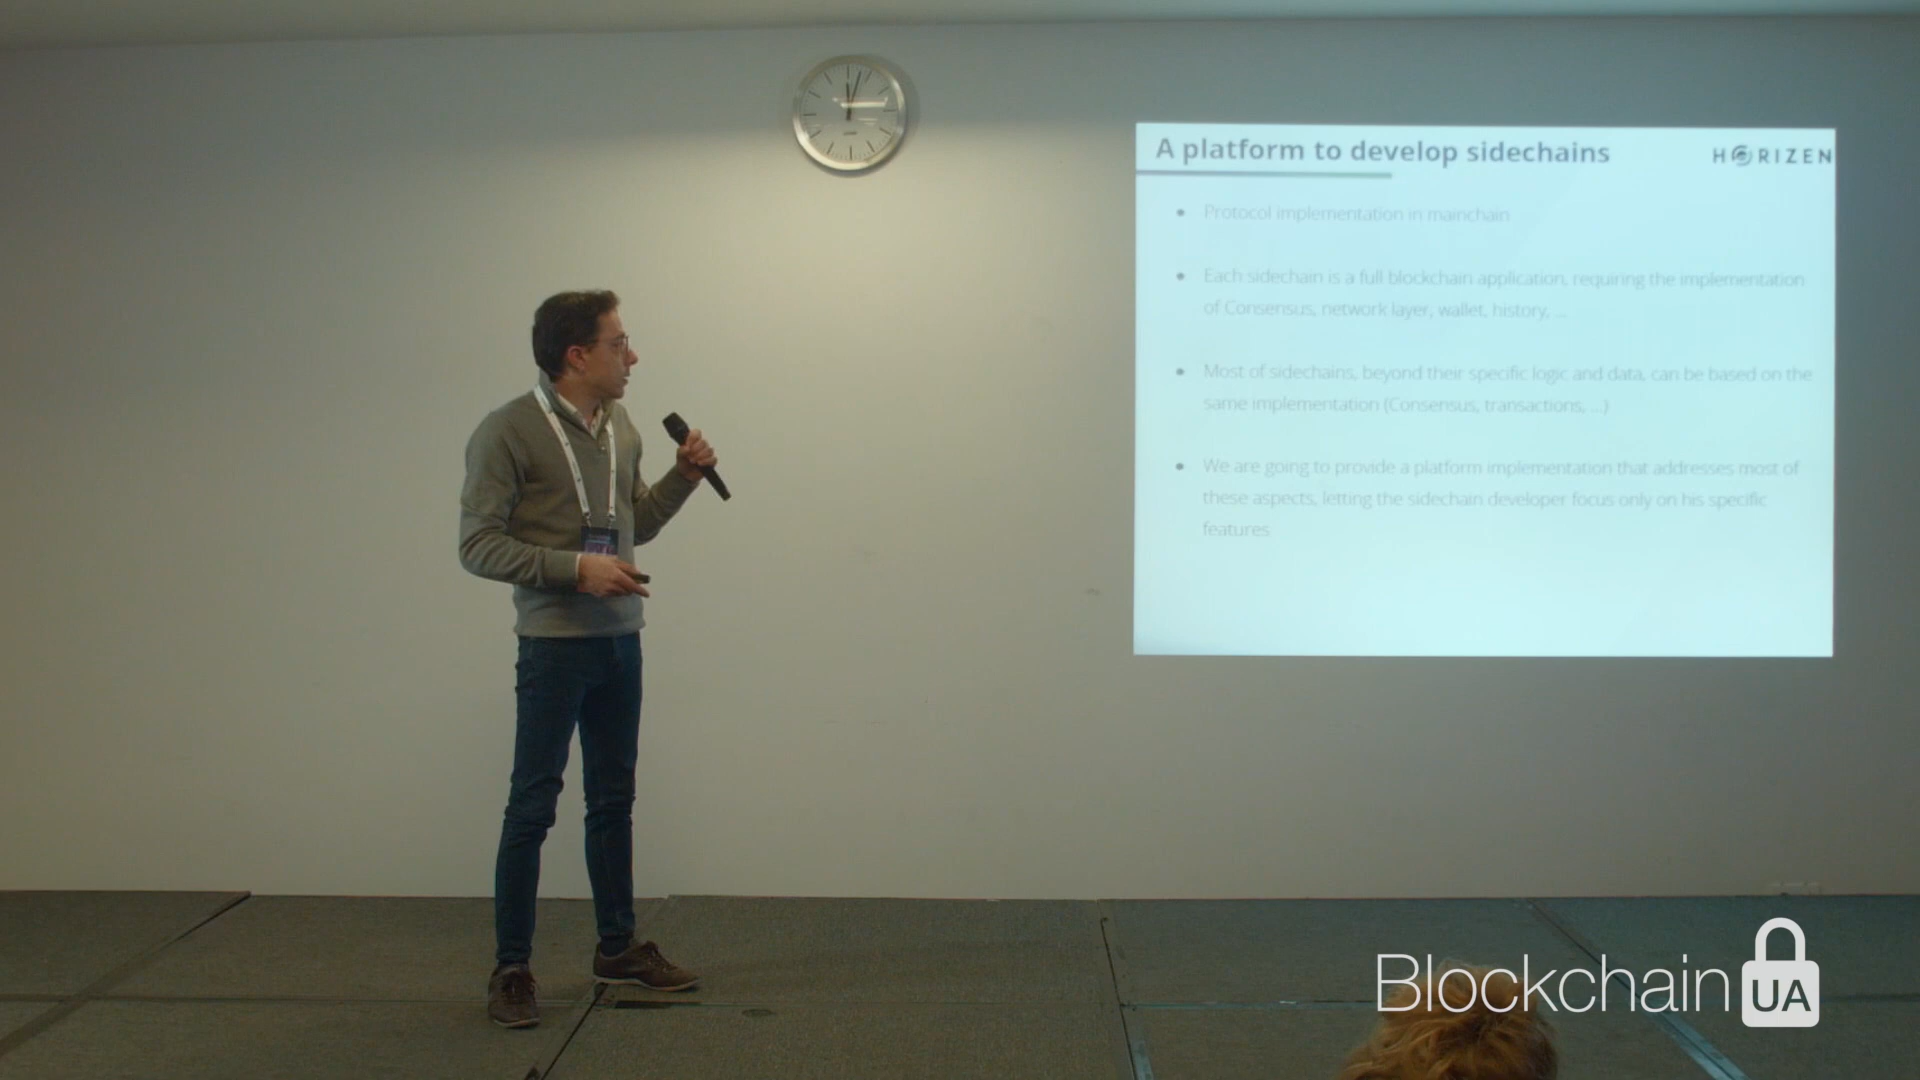 A platform to develop sidechains
HORIZEN
Protocol implementation in mainchain
Each sidechain is a full blockchain application, requiring the implementation
of Consensus, network layer, wallet, history, ...
Most of sidechains, beyond their specific logic and data, can be based on the
same implementation (Consensus, transactions, ...)
We are going to provide a platform implementation that addresses most of
these aspects, letting the sidechain developer focus only on his specific
features
Blockchain UA